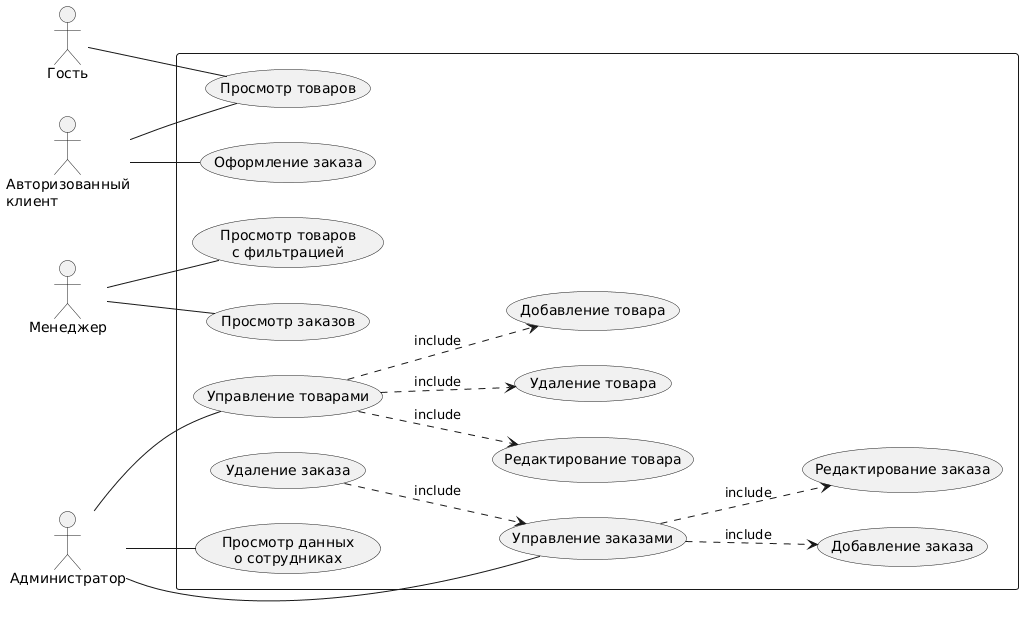 Гость
Просмотр товаров
Авторизованный
клиент
Оформление заказа
Просмотр товаров
с фильтрацией
Менеджер
Просмотр заказов
Добавление товара
include
Управление товарами
include
Удаление товара
include
Редактирование товара
Удаление заказа
include
Редактирование заказа
include
Управление заказами
include
Добавление заказа
Просмотр данных
о сотрудниках
Администратор